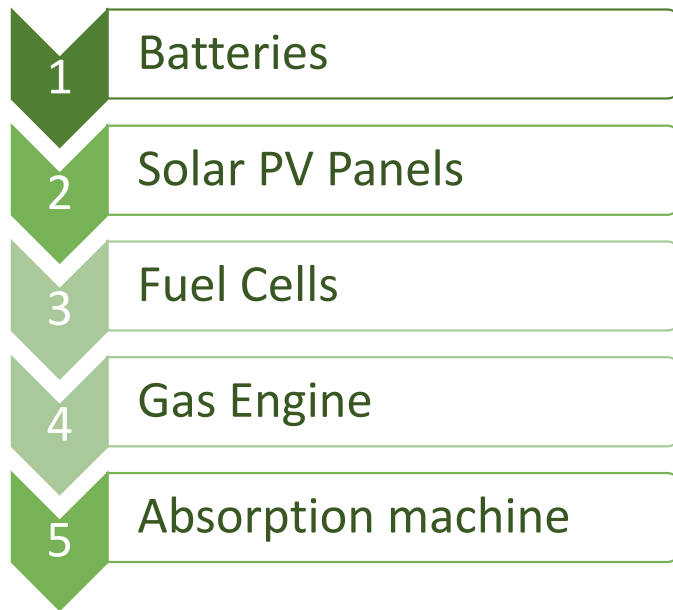 1 Batteries
2 Solar PV Panels
3 Fuel Cells
4 Gas Engine
5 Absorption machine